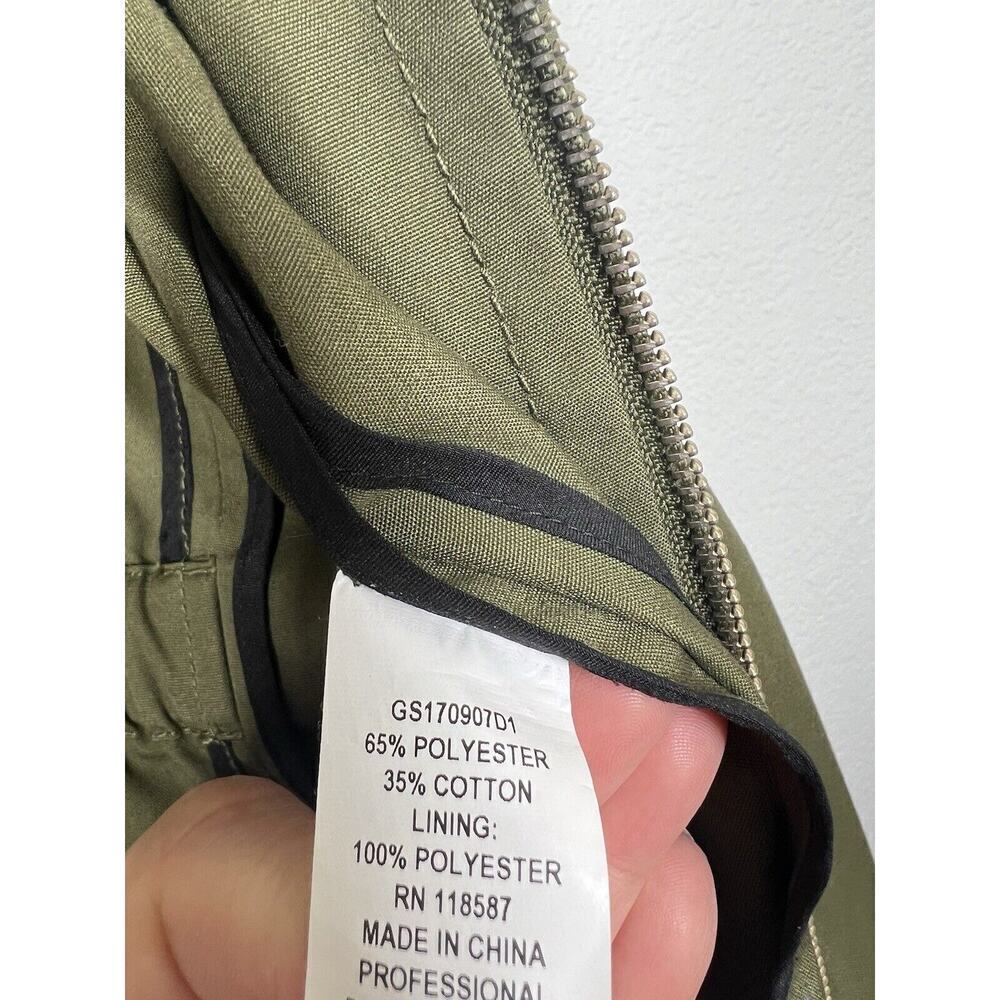 GS170907D1
65% POLYESTER
35% COTTON
LINING:
100% POLYESTER
RN 118587
MADE IN CHINA
PROFESSIONAL